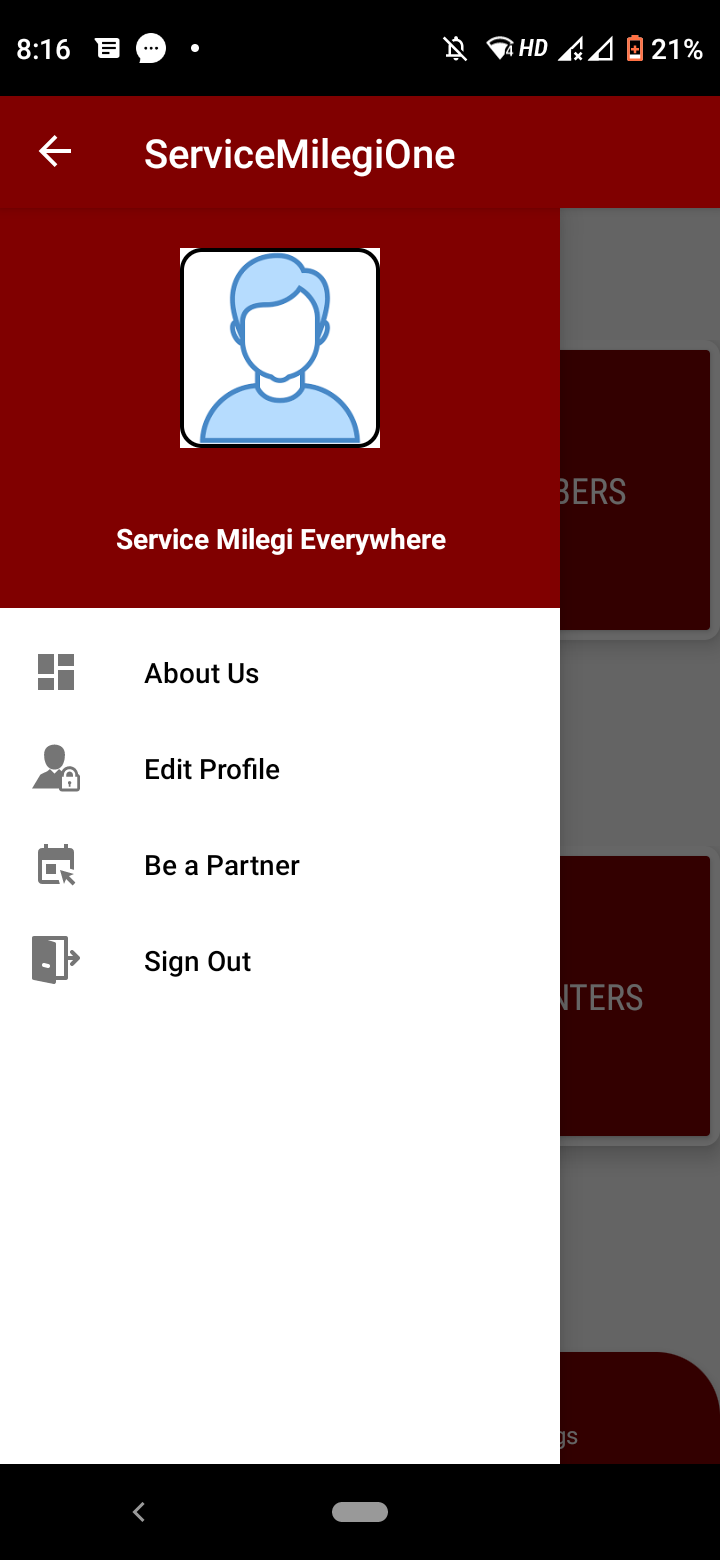 8:16
4 HD
21%
ServiceMilegiOne
Service Milegi Everywhere
BERS
About Us
Edit Profile
Be a Partner
Sign Out
NTERS
gs